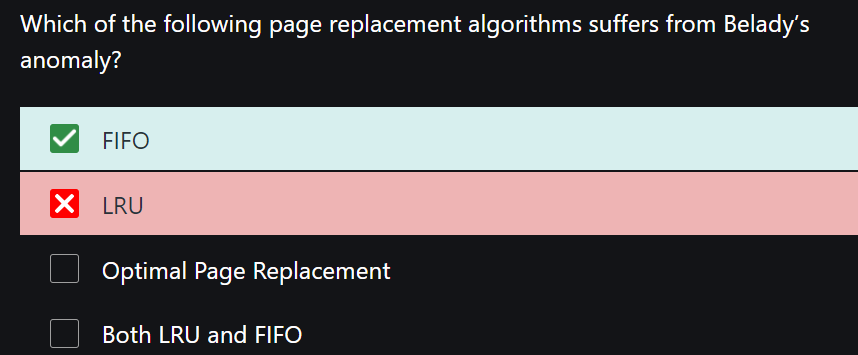 Which of the following page replacement algorithms suffers from Belady’s
anomaly?
FIFO
LRU
Optimal Page Replacement
Both LRU and FIFO